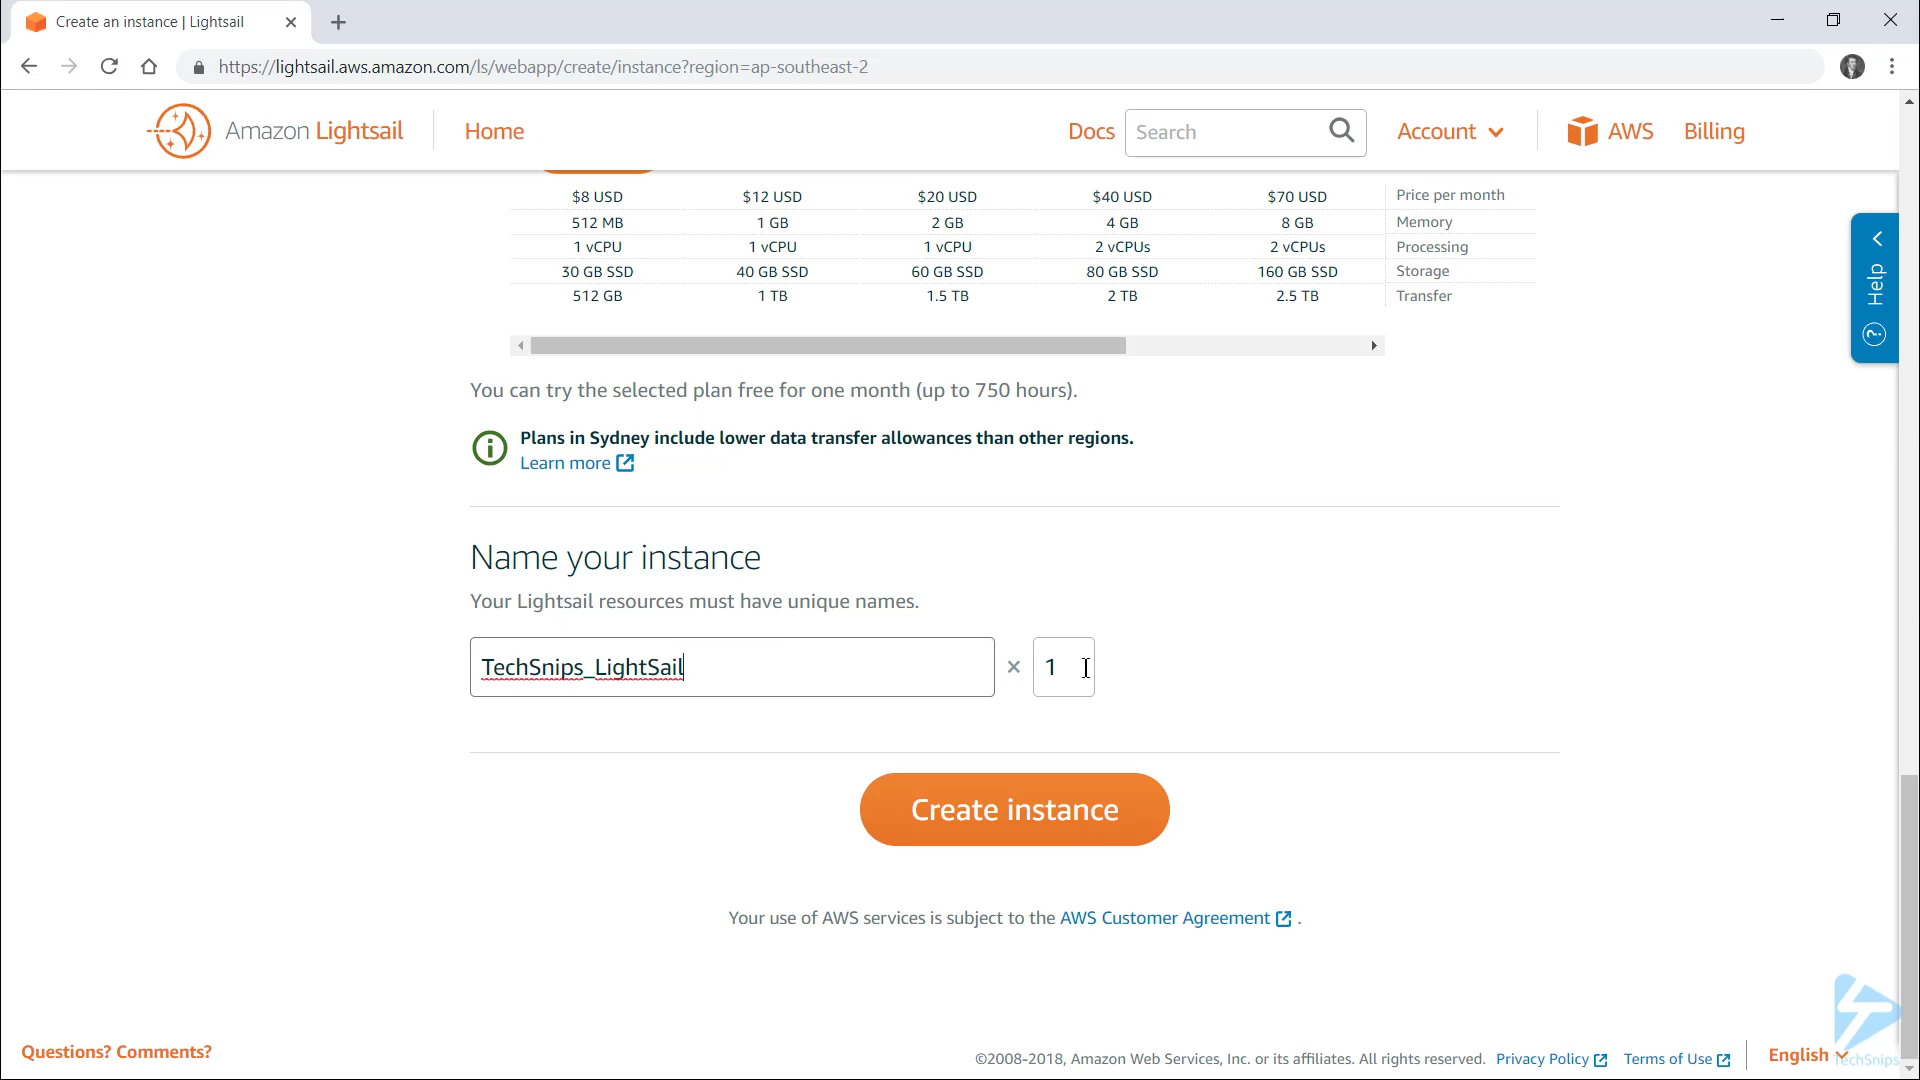 Create an instance | Lightsail
https://lightsail.aws.amazon.com/ls/webapp/create/instance?region=ap-southeast-2
Amazon Lightsail
Home
Docs
Search
Account
AWS
Billing
$8 USD $12 USD $20 USD $40 USD $70 USD Price per month
512 MB 1 GB 2 GB 4 GB 8 GB Memory
1 vCPU 1 vCPU 1 vCPU 2 vCPUs 2 vCPUs Processing
30 GB SSD 40 GB SSD 60 GB SSD 80 GB SSD 160 GB SSD Storage
512 GB 1 TB 1.5 TB 2 TB 2.5 TB Transfer
Help
You can try the selected plan free for one month (up to 750 hours).
Plans in Sydney include lower data transfer allowances than other regions.
Learn more
Name your instance
Your Lightsail resources must have unique names.
TechSnips_LightSail × 1
Create instance
Your use of AWS services is subject to the AWS Customer Agreement .
Questions? Comments?
©2008-2018, Amazon Web Services, Inc. or its affiliates. All rights reserved. Privacy Policy Terms of Use English
TechSnips